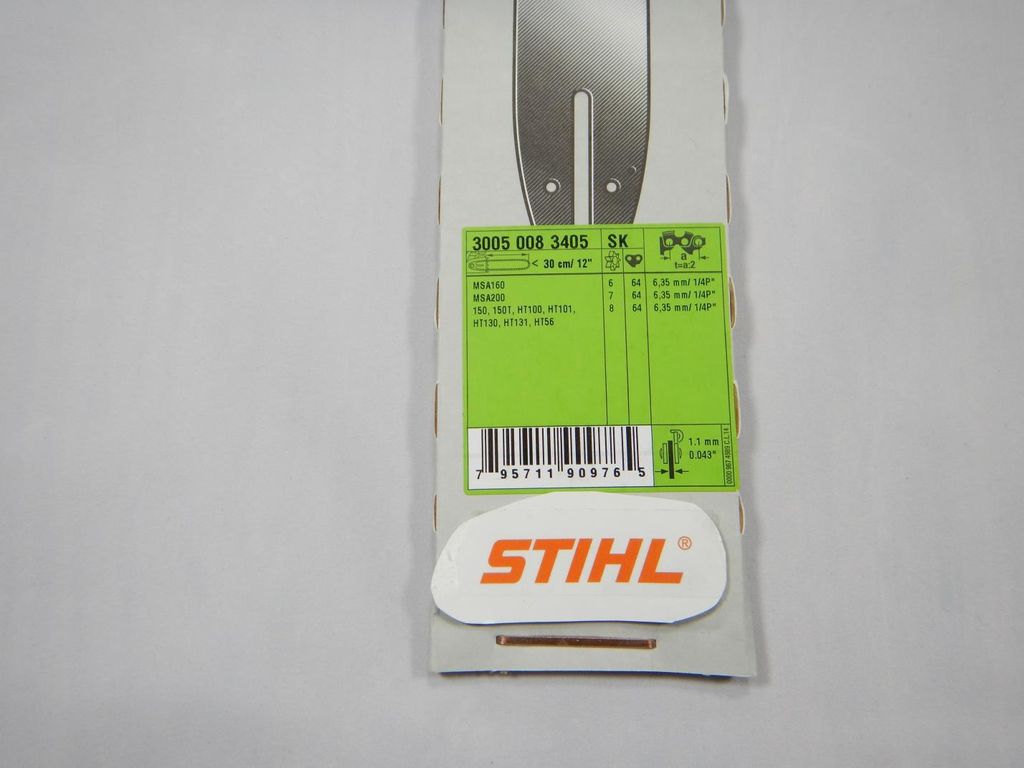 3005 008 3405 SK
a
t=a:2
< 30 cm/ 12"
MSA160 6 64 6,35 mm/ 1/4P"
MSA200 7 64 6,35 mm/ 1/4P"
150, 150T, HT100, HT101, 8 64 6,35 mm/ 1/4P"
HT130, HT131, HT56
1.1 mm
0.043"
7 95711 90976 5
STIHL®